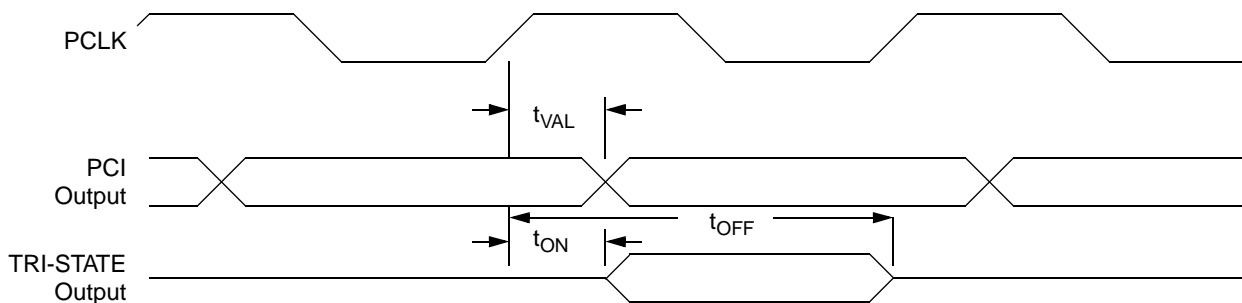 PCLK
tVAL
PCI
Output
tOFF
tON
TRI-STATE
Output